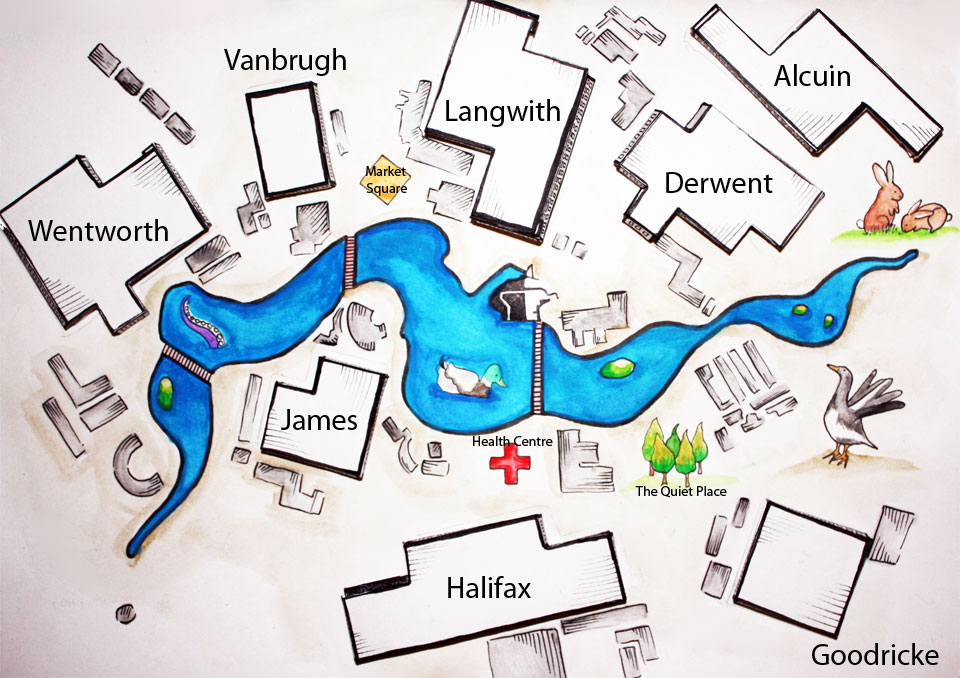 Vanbrugh
Langwith
Alcuin
Market
Square
Derwent
Wentworth
James
Health Centre
The Quiet Place
Halifax
Goodricke